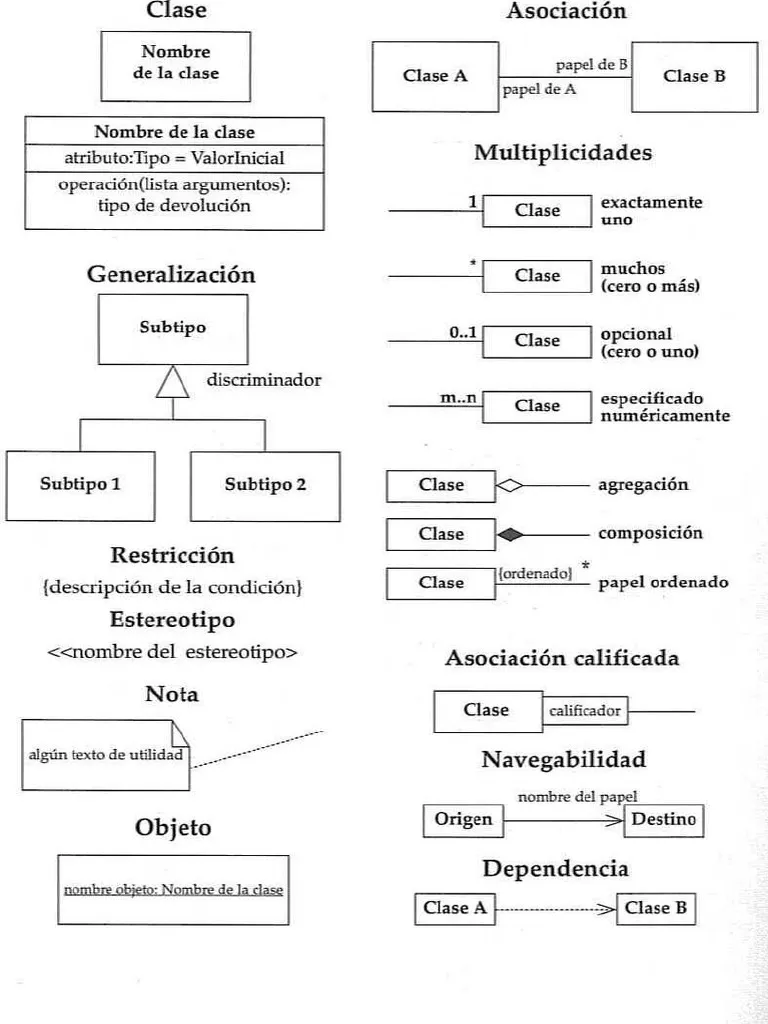 Clase
Nombre
de la clase
Nombre de la clase
atributo:Tipo = ValorInicial
operación(lista argumentos):
tipo de devolución
Generalización
Subtipo
discriminador
Subtipo 1
Subtipo 2
Restricción
{descripción de la condición}
Estereotipo
<<nombre del estereotipo>
Nota
algún texto de utilidad
Objeto
nombre objeto: Nombre de la clase
Asociación
Clase A
papel de B
papel de A
Clase B
Multiplicidades
1
Clase
exactamente
uno
*
Clase
muchos
(cero o más)
0..1
Clase
opcional
(cero o uno)
m..n
Clase
especificado
numéricamente
Clase
agregación
Clase
composición
Clase
{ordenado}
*
papel ordenado
Asociación calificada
Clase
calificador
Navegabilidad
nombre del papel
Origen
Destino
Dependencia
Clase A
Clase B